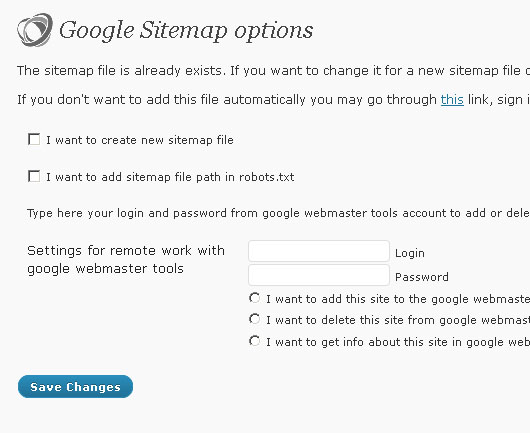 Google Sitemap options
The sitemap file is already exists. If you want to change it for a new sitemap file
If you don't want to add this file automatically you may go through this link, sign
I want to create new sitemap file
I want to add sitemap file path in robots.txt
Type here your login and password from google webmaster tools account to add or dele
Settings for remote work with
google webmaster tools
Login
Password
I want to add this site to the google webmaste
I want to delete this site from google webmast
I want to get info about this site in google web
Save Changes